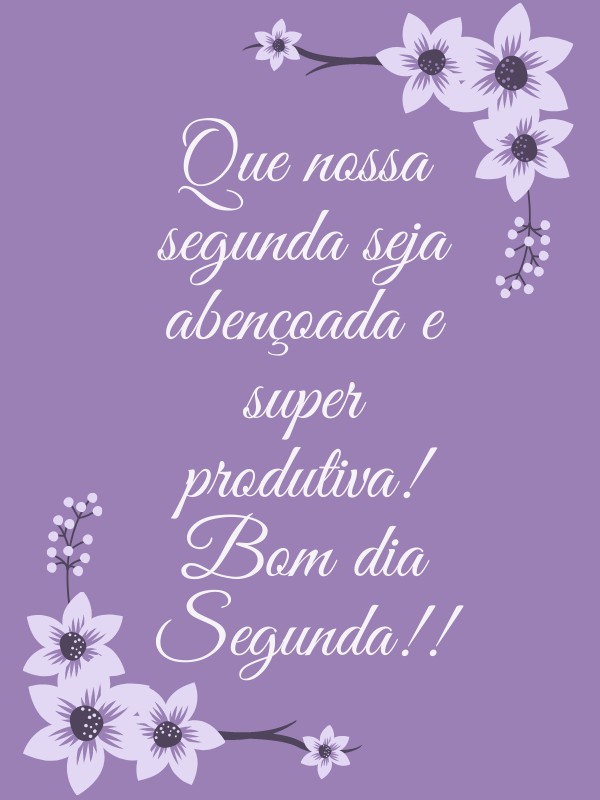 Que nossa
segunda seja
abençoada e
super
produtiva!
Bom dia
Segunda!!